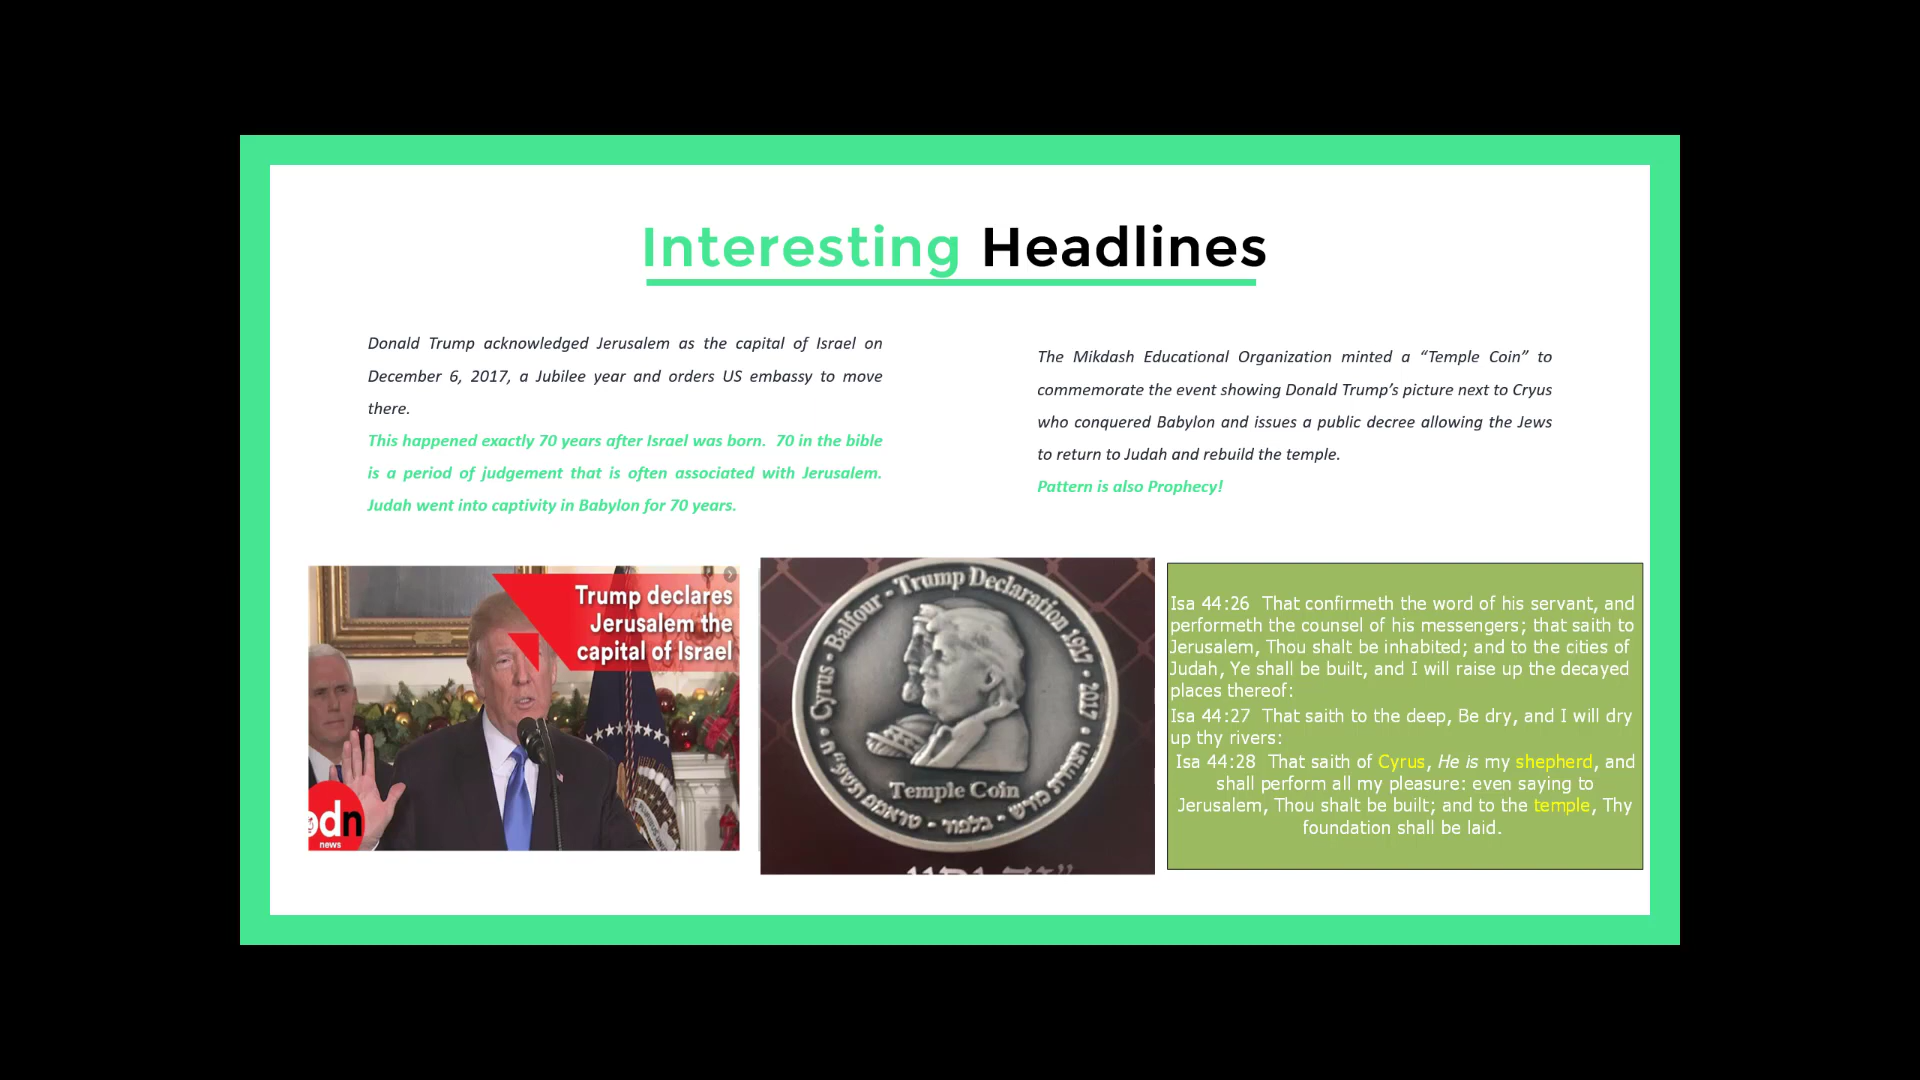 Interesting Headlines
Donald Trump acknowledged Jerusalem as the capital of Israel on
December 6, 2017, a Jubilee year and orders US embassy to move
there.
This happened exactly 70 years after Israel was born. 70 in the bible
is a period of judgement that is often associated with Jerusalem.
Judah went into captivity in Babylon for 70 years.
The Mikdash Educational Organization minted a “Temple Coin” to
commemorate the event showing Donald Trump’s picture next to Cryus
who conquered Babylon and issues a public decree allowing the Jews
to return to Judah and rebuild the temple.
Pattern is also Prophecy!
Trump declares
Jerusalem the
capital of Israel
odn
news
Cyrus - Balfour - Trump Declaration 1917 - 2017
Temple Coin
Isa 44:26 That confirmeth the word of his servant, and
performeth the counsel of his messengers; that saith to
Jerusalem, Thou shalt be inhabited; and to the cities of
Judah, Ye shall be built, and I will raise up the decayed
places thereof:
Isa 44:27 That saith to the deep, Be dry, and I will dry
up thy rivers:
Isa 44:28 That saith of Cyrus, He is my shepherd, and
shall perform all my pleasure: even saying to
Jerusalem, Thou shalt be built; and to the temple, Thy
foundation shall be laid.